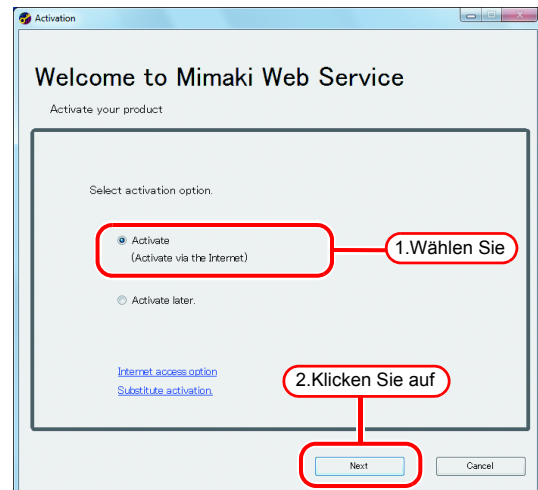 Activation
Welcome to Mimaki Web Service
Activate your product
Select activation option.
Activate
(Activate via the Internet)
1.Wählen Sie
Activate later.
Internet access option
Substitute activation.
2.Klicken Sie auf
Next
Cancel